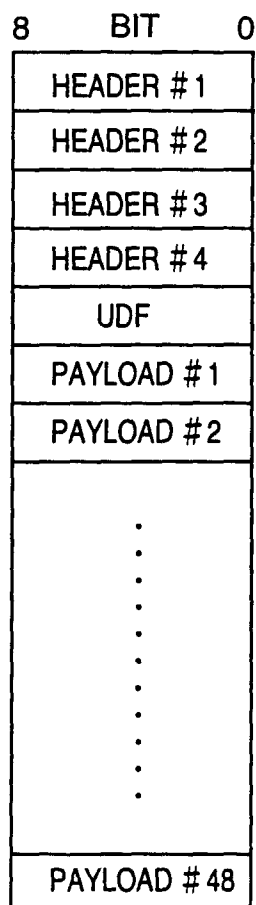 8 BIT 0
HEADER #1
HEADER #2
HEADER #3
HEADER #4
UDF
PAYLOAD #1
PAYLOAD #2
PAYLOAD #48